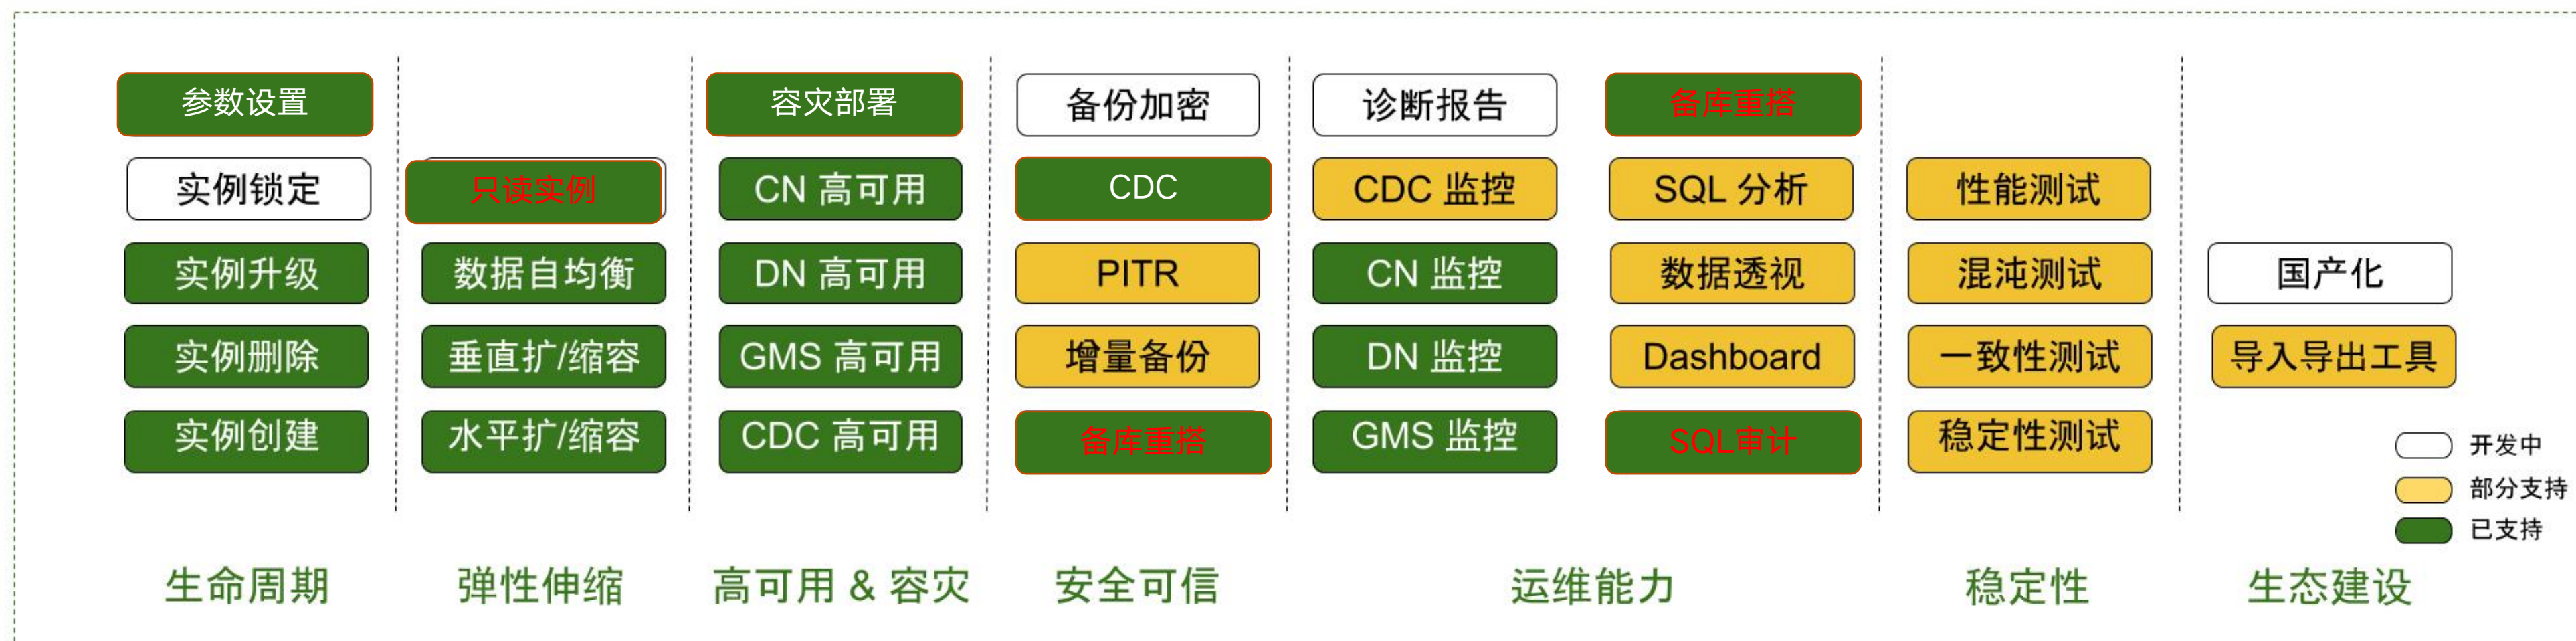 参数设置
容灾部署
备份加密
诊断报告
备库重搭
实例锁定
只读实例
CN 高可用
CDC
CDC 监控
SQL 分析
性能测试
实例升级
数据自均衡
DN 高可用
PITR
CN 监控
数据透视
混沌测试
国产化
实例删除
垂直扩/缩容
GMS 高可用
增量备份
DN 监控
Dashboard
一致性测试
导入导出工具
实例创建
水平扩/缩容
CDC 高可用
备库重搭
GMS 监控
SQL审计
稳定性测试
开发中
部分支持
已支持
生命周期
弹性伸缩
高可用 & 容灾
安全可信
运维能力
稳定性
生态建设